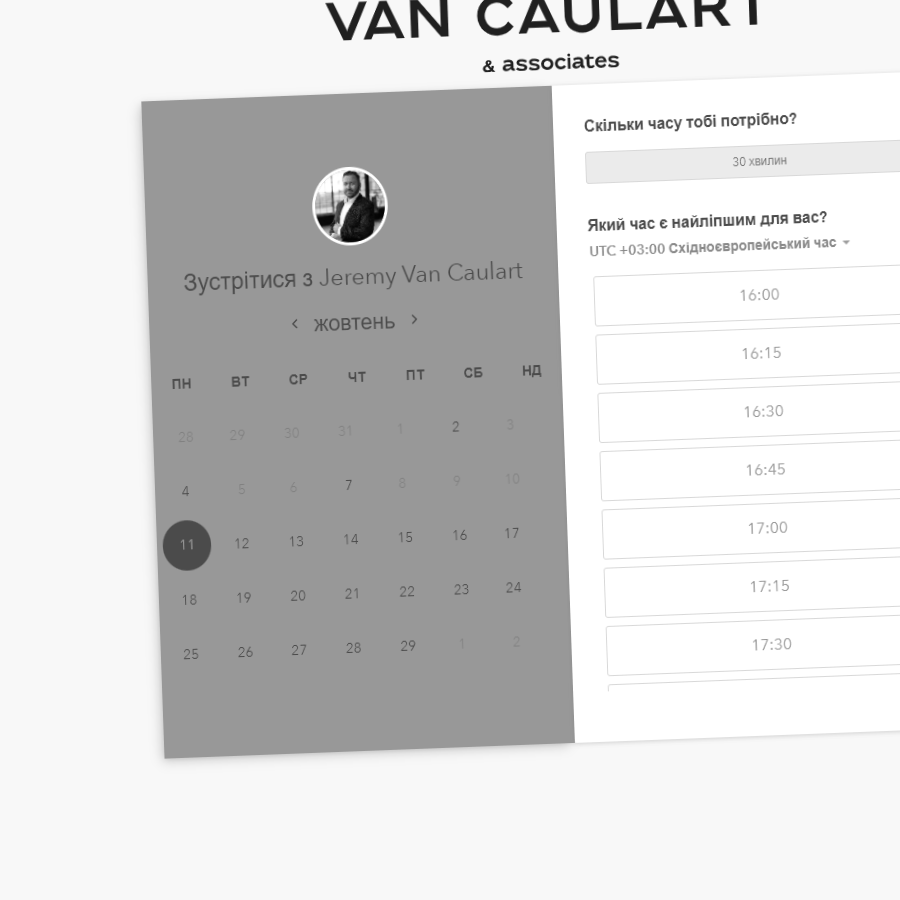 VAN CAULART
& associates
Зустрітися з Jeremy Van Caulart
< жовтень >
ПН ВТ СР ЧТ ПТ СБ НД
28 29 30 31 1 2 3
4 5 6 7 8 9 10
11 12 13 14 15 16 17
18 19 20 21 22 23 24
25 26 27 28 29 1 2
Скільки часу тобі потрібно?
30 хвилин
Який час є найліпшим для вас?
UTC +03:00 Східноєвропейський час
16:00
16:15
16:30
16:45
17:00
17:15
17:30